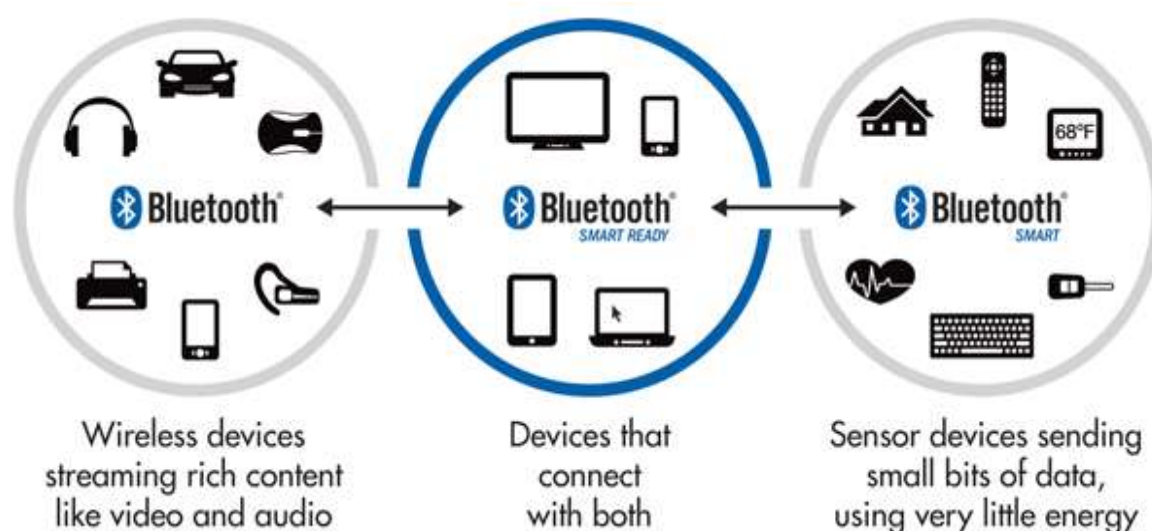 68°F
Bluetooth®
Bluetooth®
SMART READY
Bluetooth®
SMART
Wireless devices
streaming rich content
like video and audio
Devices that
connect
with both
Sensor devices sending
small bits of data,
using very little energy